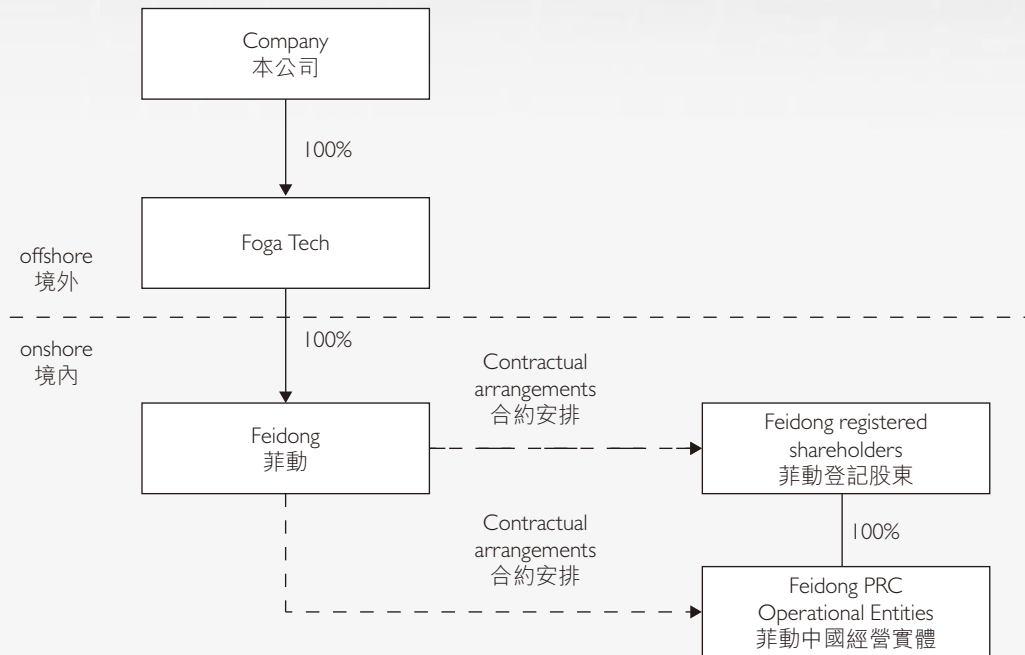 Company
本公司
100%
Foga Tech
offshore
境外
onshore
境內
100%
Contractual
arrangements
合約安排
Feidong
菲動
Feidong registered
shareholders
菲動登記股東
Contractual
arrangements
合約安排
100%
Feidong PRC
Operational Entities
菲動中國經營實體